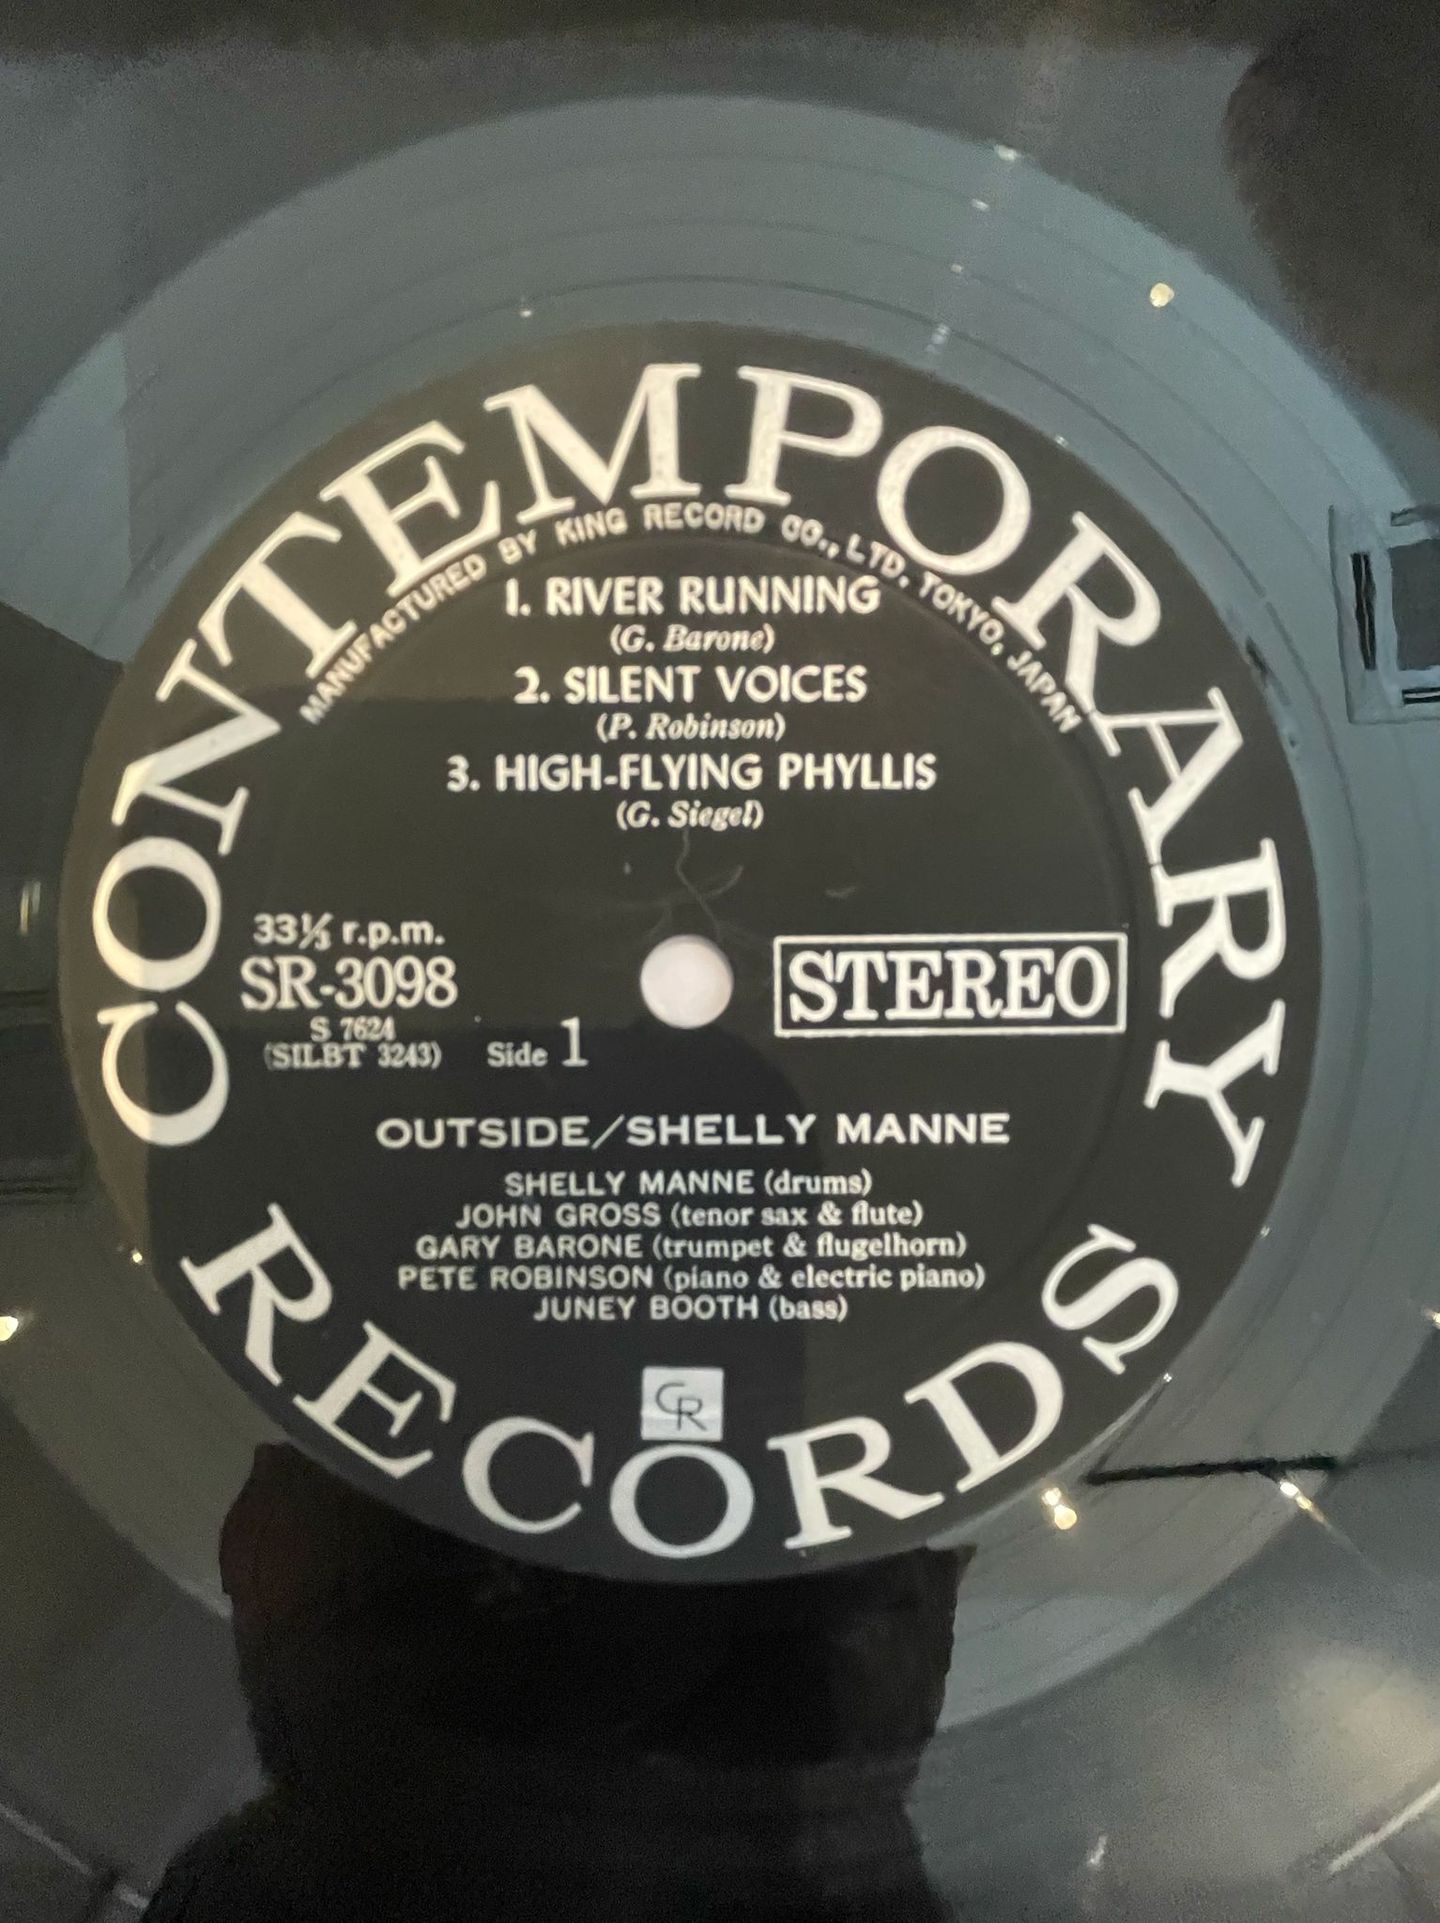 CONTEMPORARY
MANUFACTURED BY KING RECORD CO., LTD. TOKYO, JAPAN
1. RIVER RUNNING
(G. Barone)
2. SILENT VOICES
(P. Robinson)
3. HIGH-FLYING PHYLLIS
(G. Siegel)
33⅓ r.p.m.
SR-3098
S 7624
(SILBT 3243)
Side 1
STEREO
OUTSIDE/SHELLY MANNE
SHELLY MANNE (drums)
JOHN GROSS (tenor sax & flute)
GARY BARONE (trumpet & flugelhorn)
PETE ROBINSON (piano & electric piano)
JUNEY BOOTH (bass)
CR
RECORDS